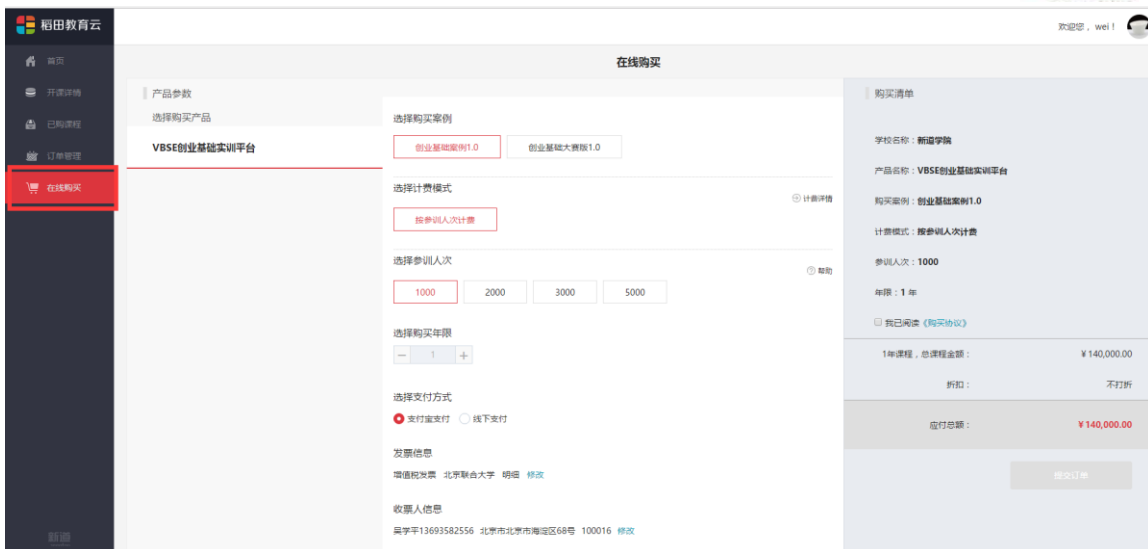 稻田教育云
欢迎您，wei！
首页
开课详情
已购课程
订单管理
在线购买
新道
在线购买
产品参数
选择购买产品
VBSE创业基础实训平台
选择购买案例
创业基础案例1.0 创业基础大赛版1.0
选择计费模式
计费详情
按参训人次计费
选择参训人次
帮助
1000 2000 3000 5000
选择购买年限
1
选择支付方式
支付宝支付 线下支付
发票信息
增值税发票 北京联合大学 明细 修改
收票人信息
吴学平13693582556 北京市北京市海淀区68号 100016 修改
购买清单
学校名称：新道学院
产品名称：VBSE创业基础实训平台
购买案例：创业基础案例1.0
计费模式：按参训人次计费
参训人次：1000
年限：1 年
我已阅读《购买协议》
1年课程，总课程金额： ¥ 140,000.00
折扣： 不打折
应付总额： ¥ 140,000.00
提交订单